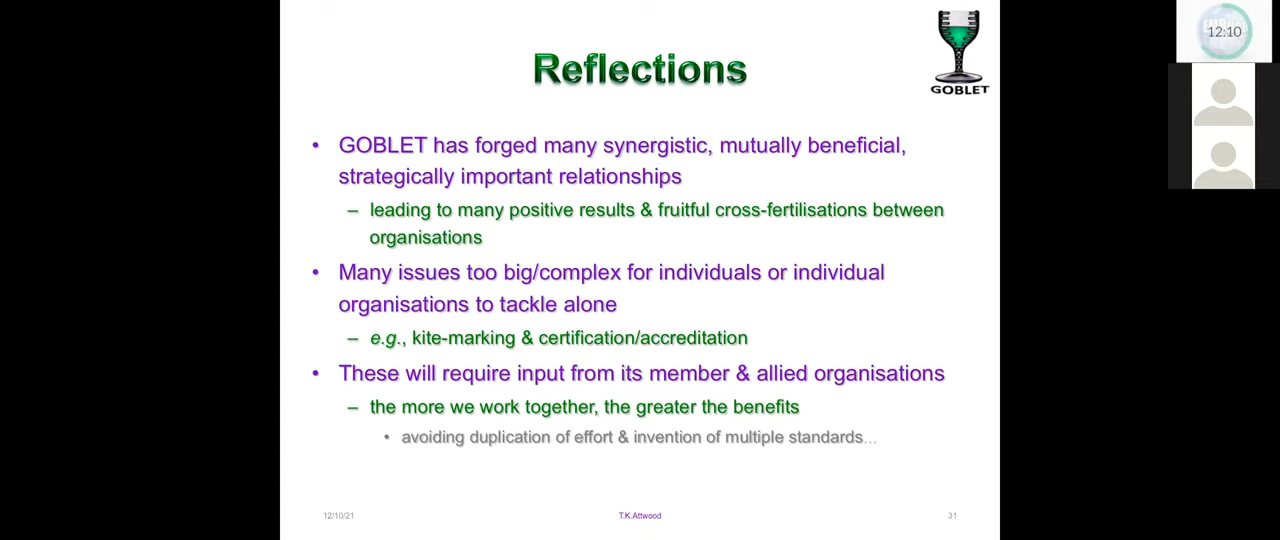 Reflections
GOBLET
12:10
• GOBLET has forged many synergistic, mutually beneficial,
strategically important relationships
– leading to many positive results & fruitful cross-fertilisations between
organisations
• Many issues too big/complex for individuals or individual
organisations to tackle alone
– e.g., kite-marking & certification/accreditation
• These will require input from its member & allied organisations
– the more we work together, the greater the benefits
• avoiding duplication of effort & invention of multiple standards...
12/10/21
T.K.Attwood
31